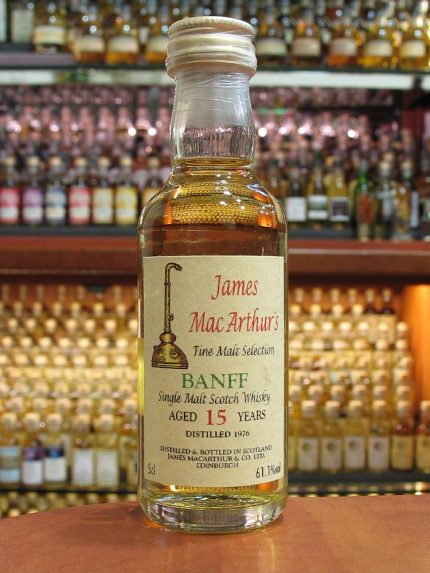 James
MacArthur's
Fine Malt Selection
BANFF
Single Malt Scotch Whisky
AGED 15 YEARS
DISTILLED 1976
DISTILLED & BOTTLED IN SCOTLAND
JAMES MACARTHUR & CO. LTD.
EDINBURGH
5cl 61.1%vol